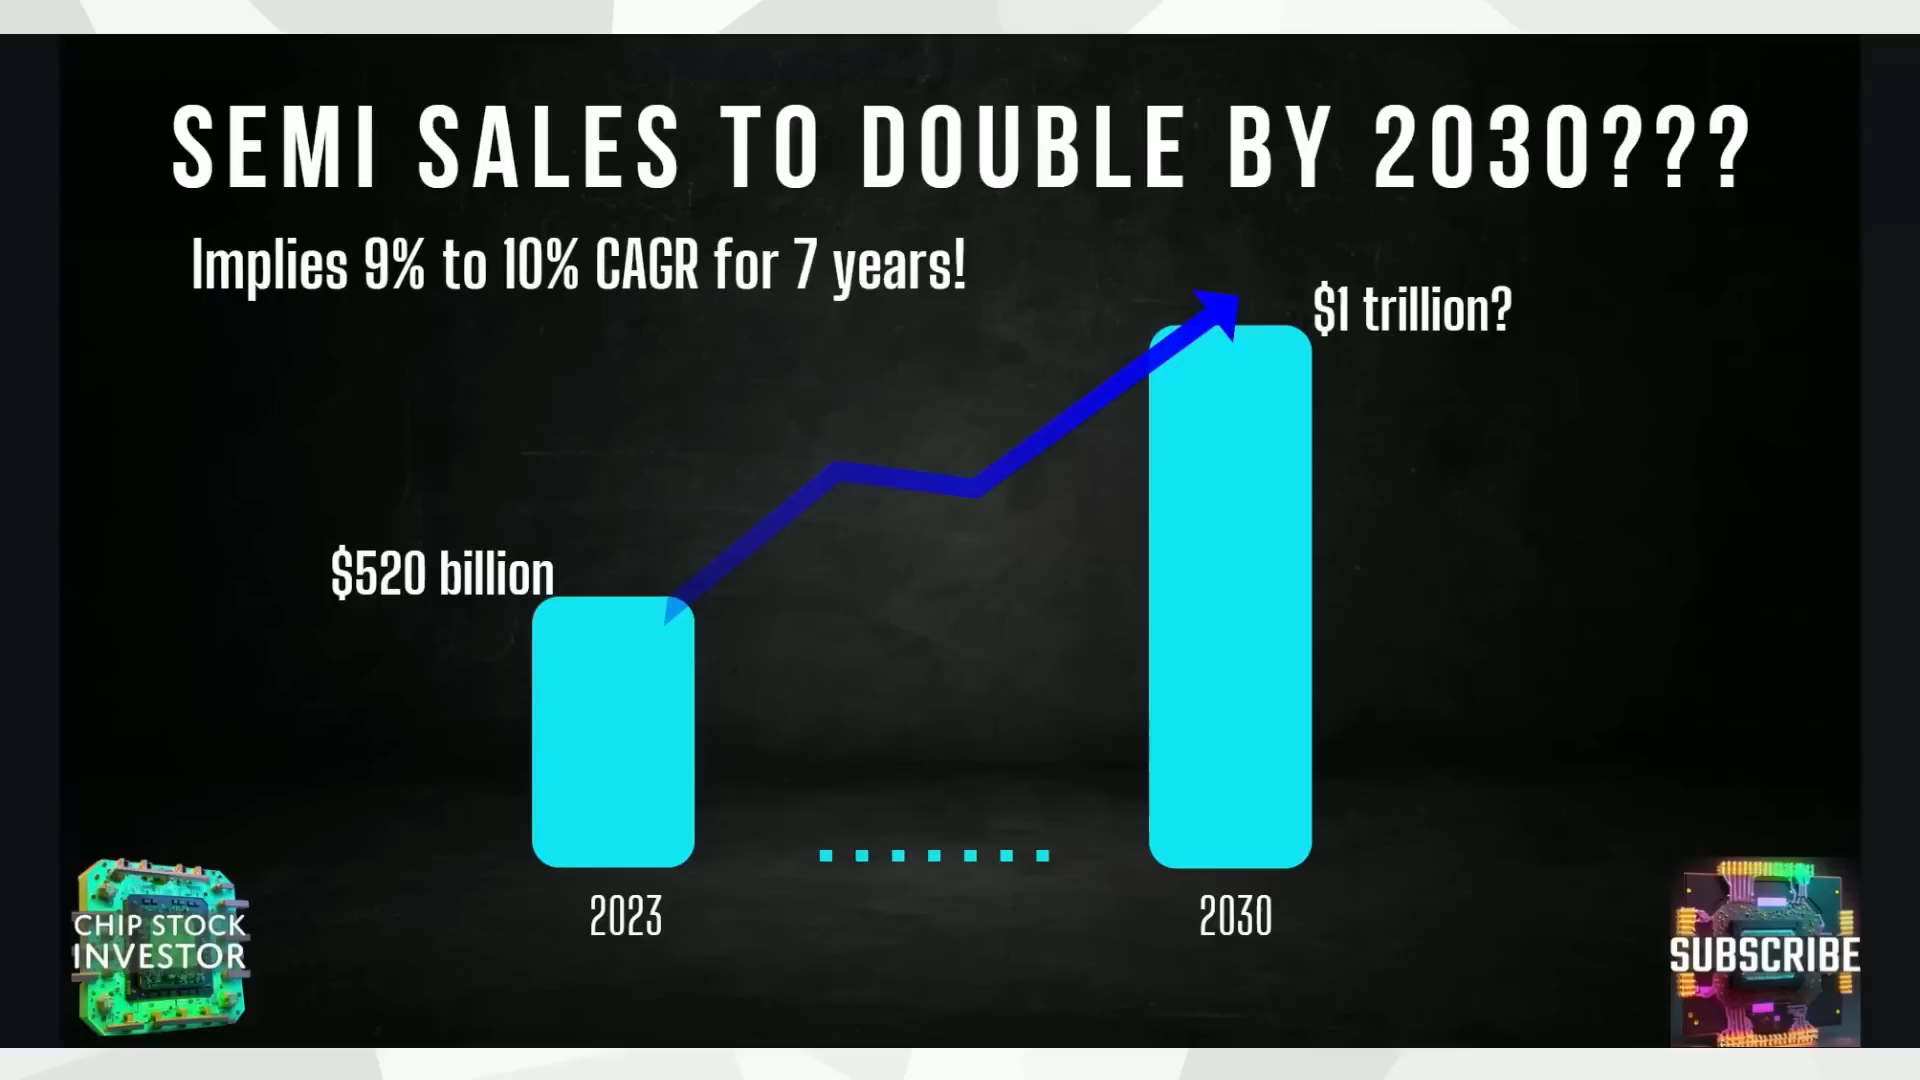 SEMI SALES TO DOUBLE BY 2030???
Implies 9% to 10% CAGR for 7 years!
$1 trillion?
$520 billion
2023
2030
CHIP STOCK
INVESTOR
SUBSCRIBE